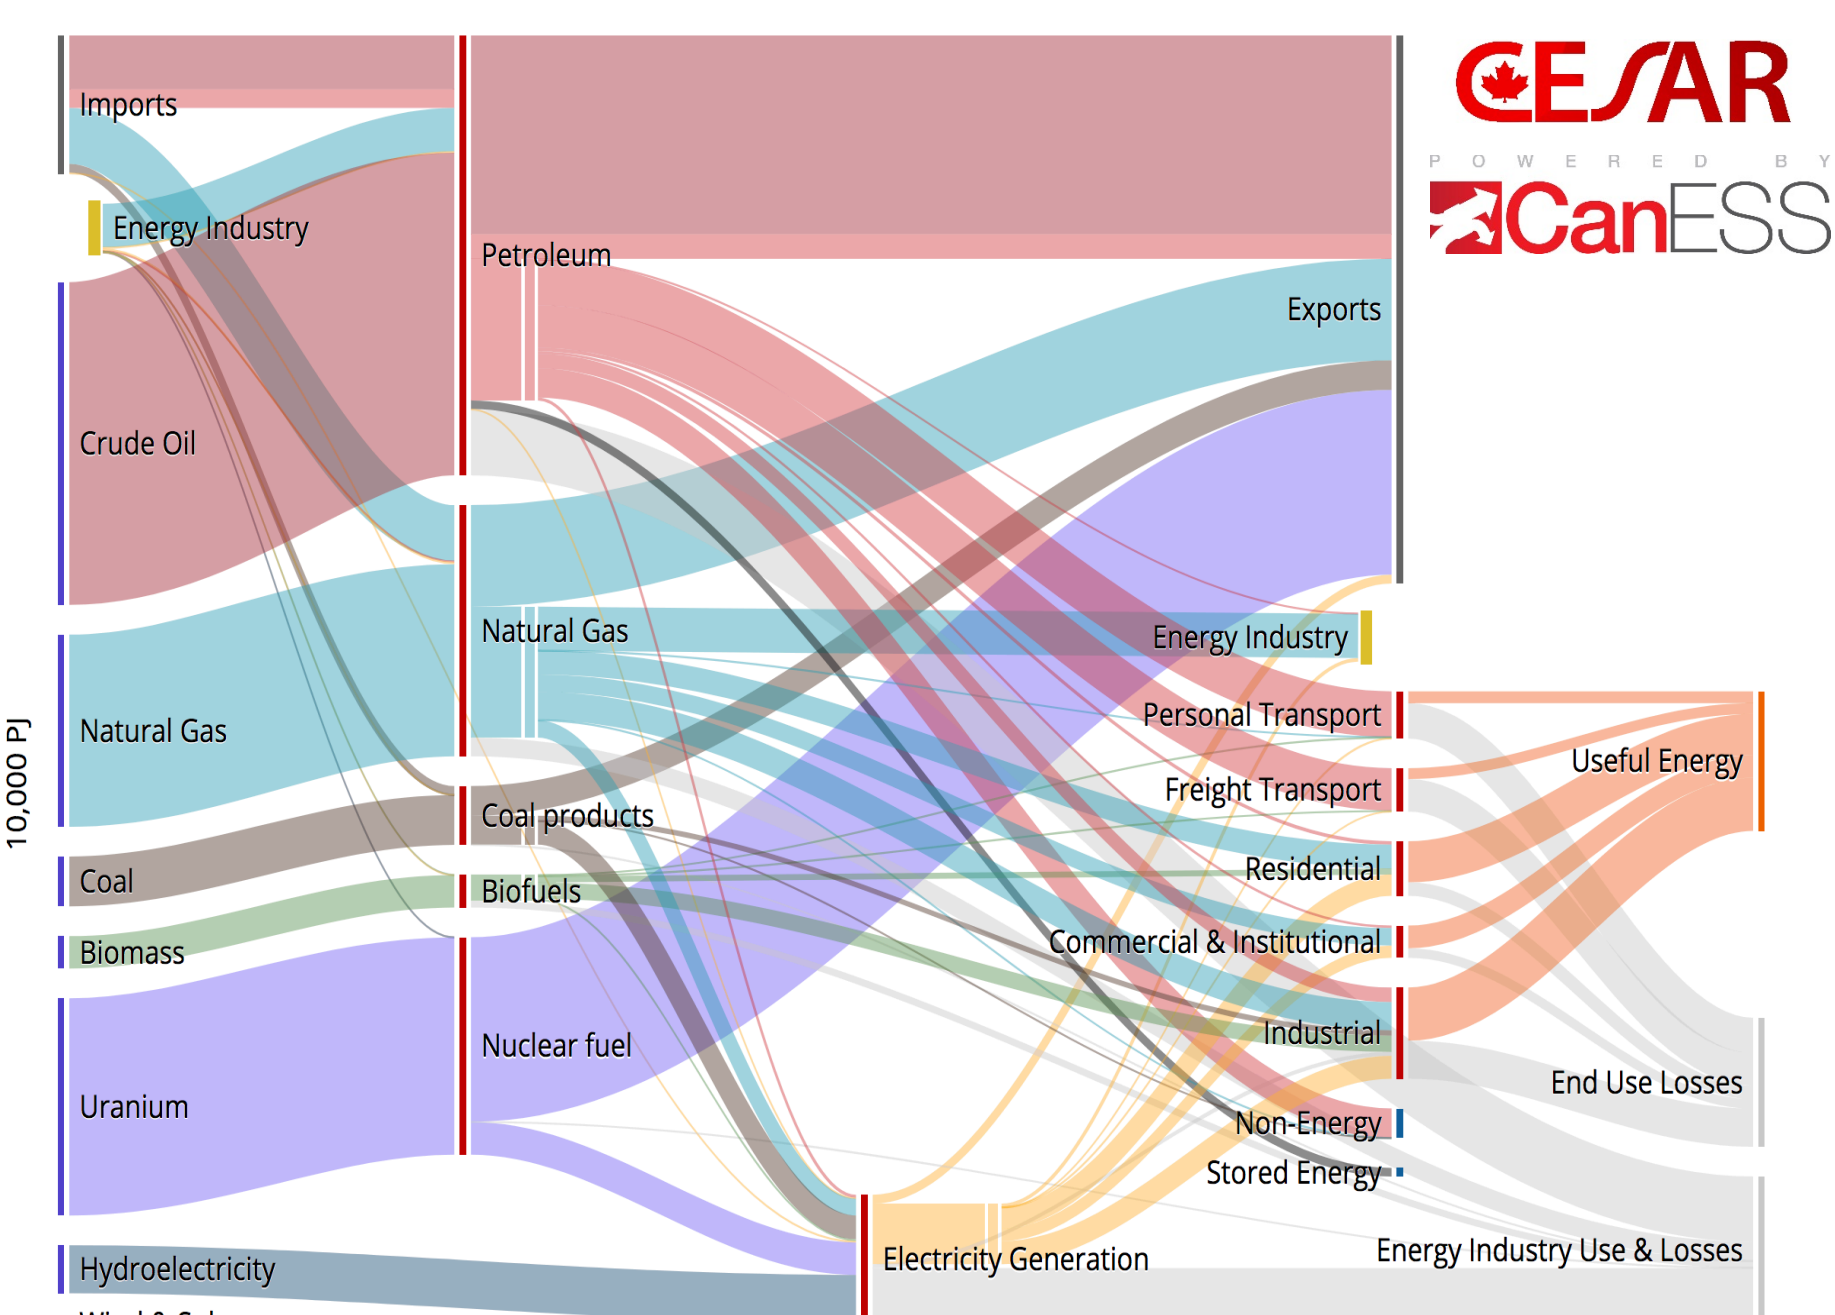 CESAR
POWERED BY
CanESS
Imports
Energy Industry
Crude Oil
Natural Gas
Coal
Biomass
Uranium
Hydroelectricity
10,000 PJ
Petroleum
Natural Gas
Coal products
Biofuels
Nuclear fuel
Electricity Generation
Exports
Energy Industry
Personal Transport
Freight Transport
Residential
Commercial & Institutional
Industrial
Non-Energy
Stored Energy
Useful Energy
End Use Losses
Energy Industry Use & Losses